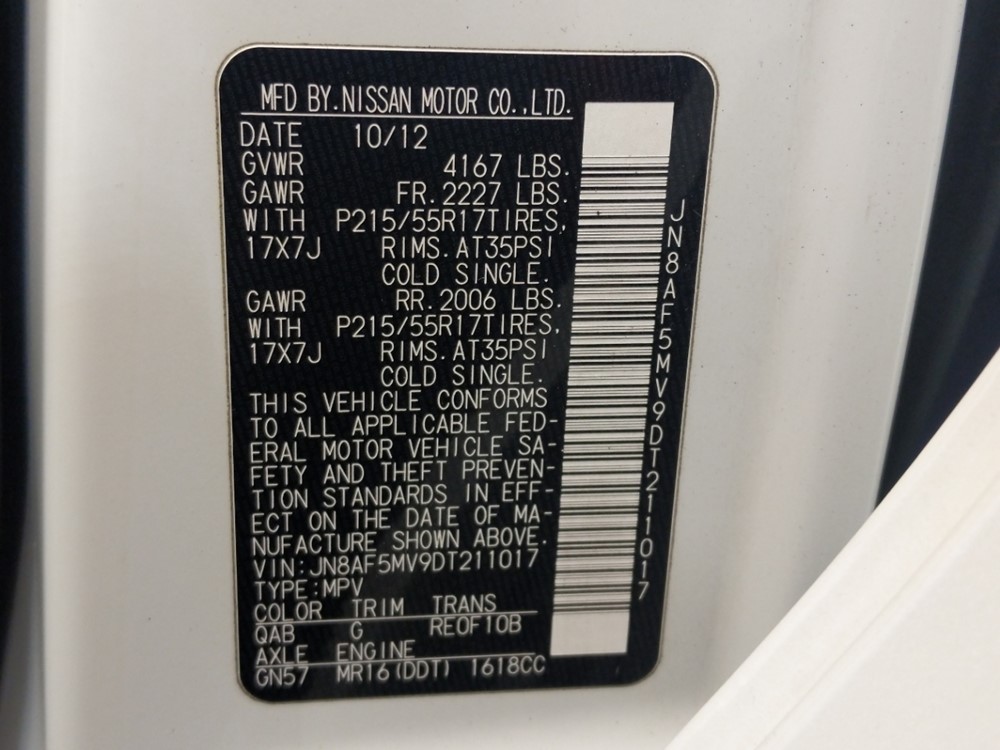 MFD BY.NISSAN MOTOR CO.,LTD.
DATE 10/12
GVWR 4167 LBS.
GAWR FR.2227 LBS.
WITH P215/55R17TIRES,
17X7J RIMS.AT35PSI
COLD SINGLE.
GAWR RR.2006 LBS.
WITH P215/55R17TIRES,
17X7J RIMS.AT35PSI
COLD SINGLE.
THIS VEHICLE CONFORMS
TO ALL APPLICABLE FED-
ERAL MOTOR VEHICLE SA-
FETY AND THEFT PREVEN-
TION STANDARDS IN EFF-
ECT ON THE DATE OF MA-
NUFACTURE SHOWN ABOVE.
VIN:JN8AF5MV9DT211017
TYPE:MPV
COLOR TRIM TRANS
QAB G RE0F10B
AXLE ENGINE
GN57 MR16(DDT) 1618CC
JN8AF5MV9DT211017